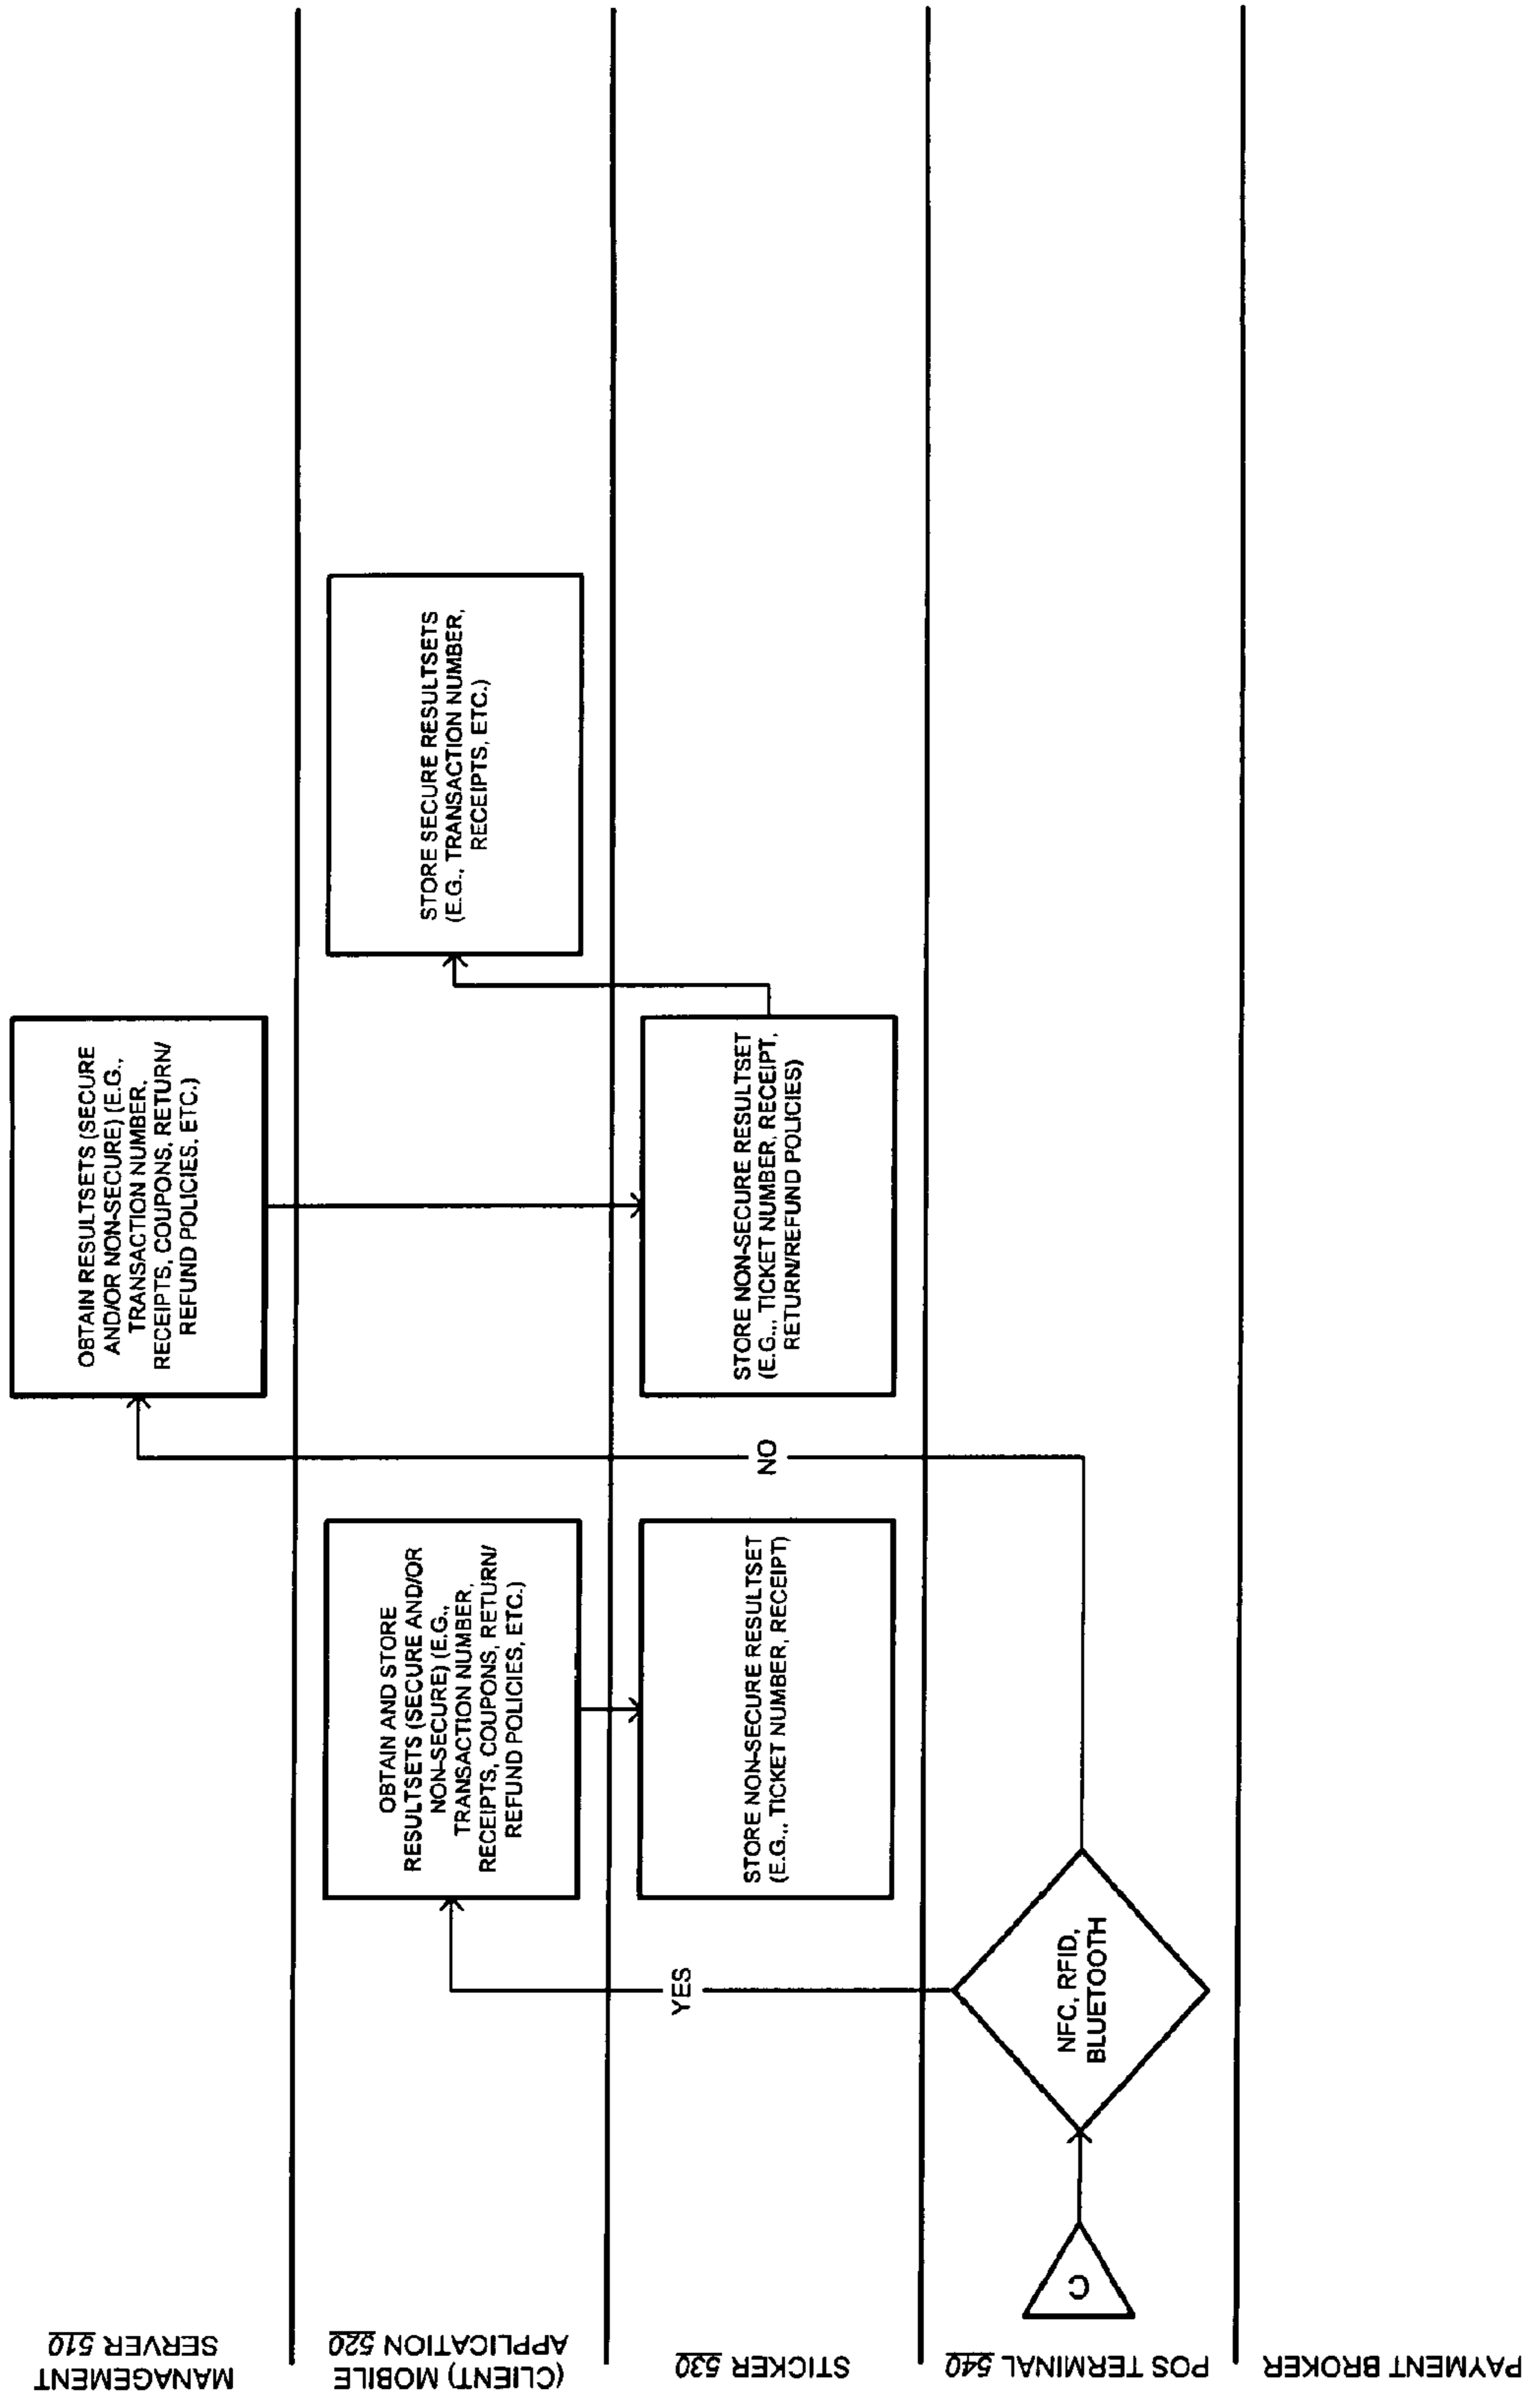 MANAGEMENT
SERVER 510
(CLIENT) MOBILE
APPLICATION 520
STICKER 530
POS TERMINAL 540
PAYMENT BROKER
C
NFC, RFID,
BLUETOOTH
YES
OBTAIN AND STORE
RESULTSETS (SECURE AND/OR
NON-SECURE) (E.G.,
TRANSACTION NUMBER,
RECEIPTS, COUPONS, RETURN/
REFUND POLICIES, ETC.)
STORE NON-SECURE RESULTSET
(E.G.,, TICKET NUMBER, RECEIPT)
NO
OBTAIN RESULTSETS (SECURE
AND/OR NON-SECURE) (E.G.,
TRANSACTION NUMBER,
RECEIPTS, COUPONS, RETURN/
REFUND POLICIES, ETC.)
STORE NON-SECURE RESULTSET
(E.G.,, TICKET NUMBER, RECEIPT,
RETURN/REFUND POLICIES)
STORE SECURE RESULTSETS
(E.G., TRANSACTION NUMBER,
RECEIPTS, ETC.)